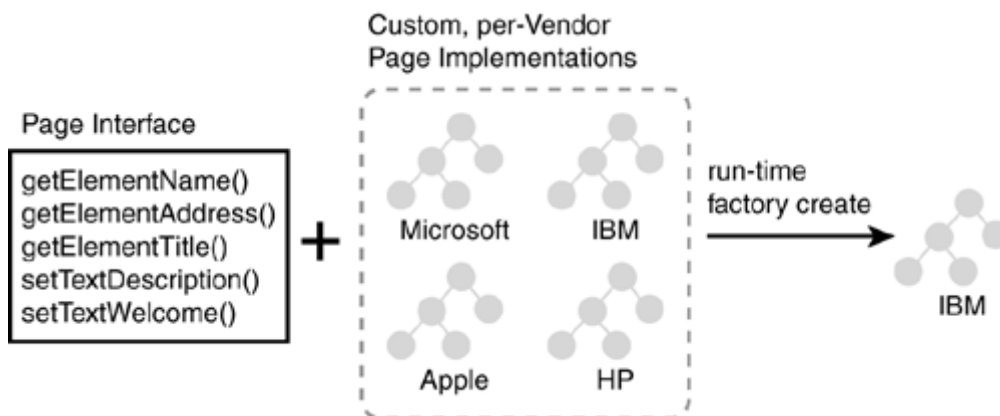 Custom, per-Vendor
Page Implementations
Page Interface
getElementName()
getElementAddress()
getElementTitle()
setTextDescription()
setTextWelcome()
+
Microsoft
IBM
Apple
HP
run-time
factory create
IBM